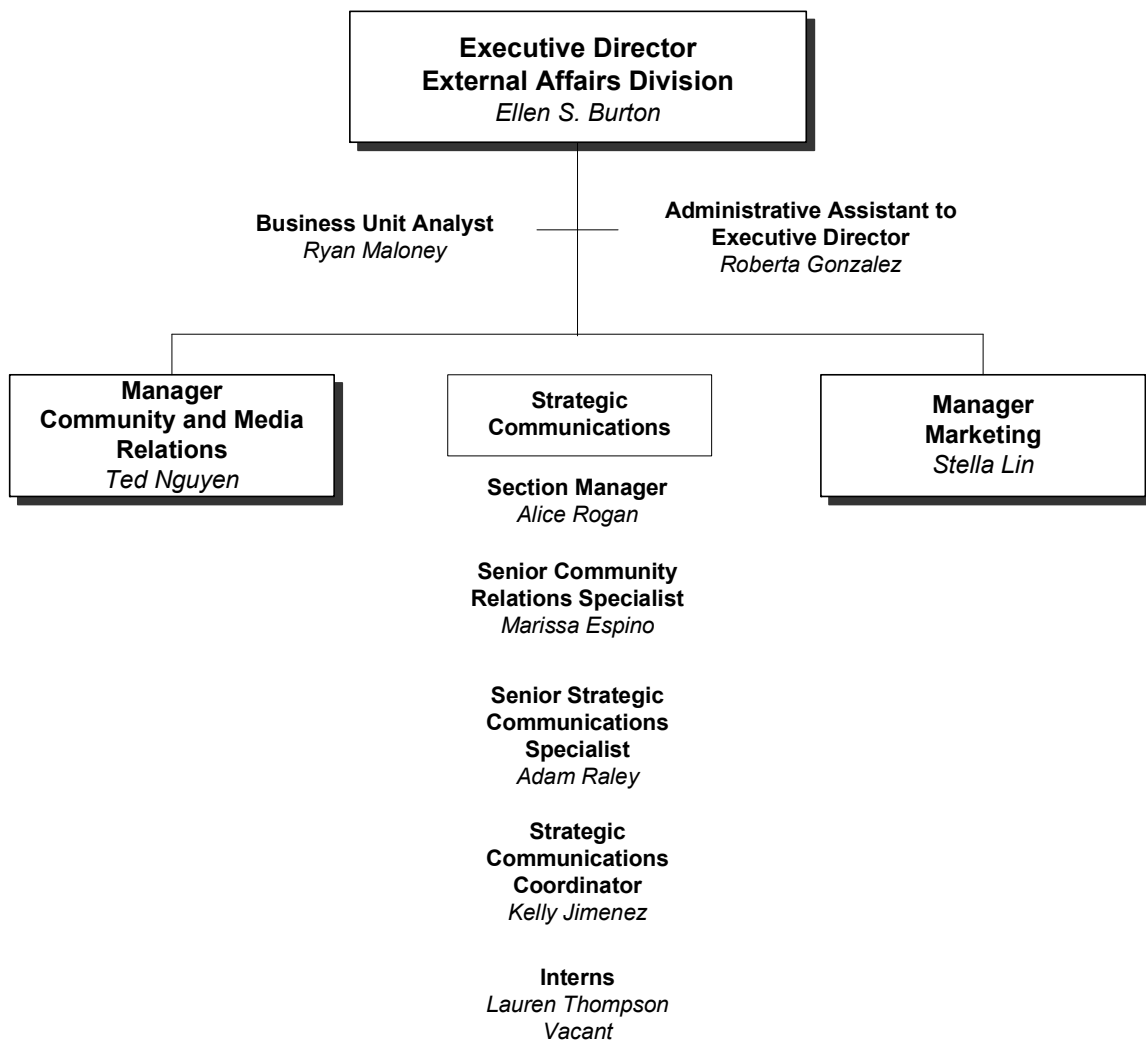 Executive Director
External Affairs Division
Ellen S. Burton
Business Unit Analyst
Ryan Maloney
Administrative Assistant to
Executive Director
Roberta Gonzalez
Manager
Community and Media
Relations
Ted Nguyen
Strategic
Communications
Manager
Marketing
Stella Lin
Section Manager
Alice Rogan
Senior Community
Relations Specialist
Marissa Espino
Senior Strategic
Communications
Specialist
Adam Raley
Strategic
Communications
Coordinator
Kelly Jimenez
Interns
Lauren Thompson
Vacant